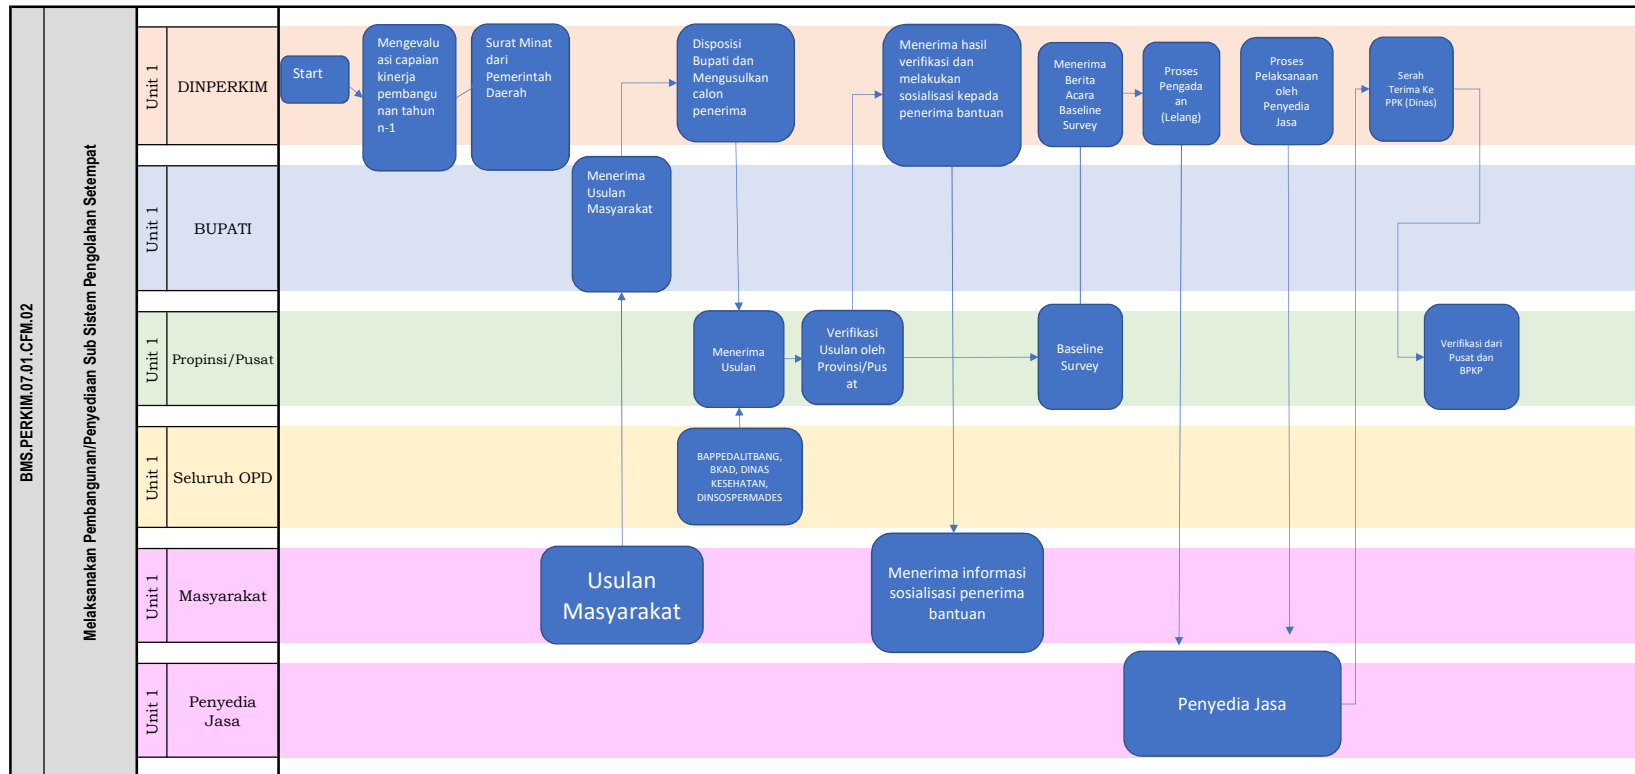 BMS.PERKIM.07.01.CFM.02
Melaksanakan Pembangunan/Penyediaan Sub Sistem Pengolahan Setempat
Unit 1
DINPERKIM
Start
Mengevalu
asi capaian
kinerja
pembangu
nan tahun
n-1
Surat Minat
dari
Pemerintah
Daerah
Disposisi
Bupati dan
Mengusulkan
calon
penerima
Menerima hasil
verifikasi dan
melakukan
sosialisasi kepada
penerima bantuan
Menerima
Berita
Acara
Baseline
Survey
Proses
Pengada
an
(Lelang)
Proses
Pelaksanaan
oleh
Penyedia
Jasa
Serah
Terima Ke
PPK (Dinas)
Unit 1
BUPATI
Menerima
Usulan
Masyarakat
Unit 1
Propinsi/Pusat
Menerima
Usulan
Verifikasi
Usulan oleh
Provinsi/Pus
at
Baseline
Survey
Verifikasi dari
Pusat dan
BPKP
Unit 1
Seluruh OPD
BAPPEDALITBANG,
BKAD, DINAS
KESEHATAN,
DINSOSPERMADES
Unit 1
Masyarakat
Usulan
Masyarakat
Menerima informasi
sosialisasi penerima
bantuan
Unit 1
Penyedia
Jasa
Penyedia Jasa